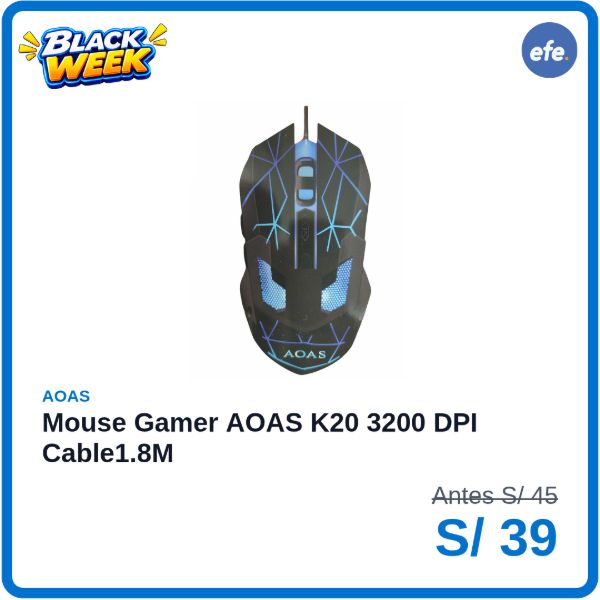 BLACK
WEEK
efe.
AOAS
AOAS
Mouse Gamer AOAS K20 3200 DPI
Cable1.8M
Antes S/ 45
S/ 39